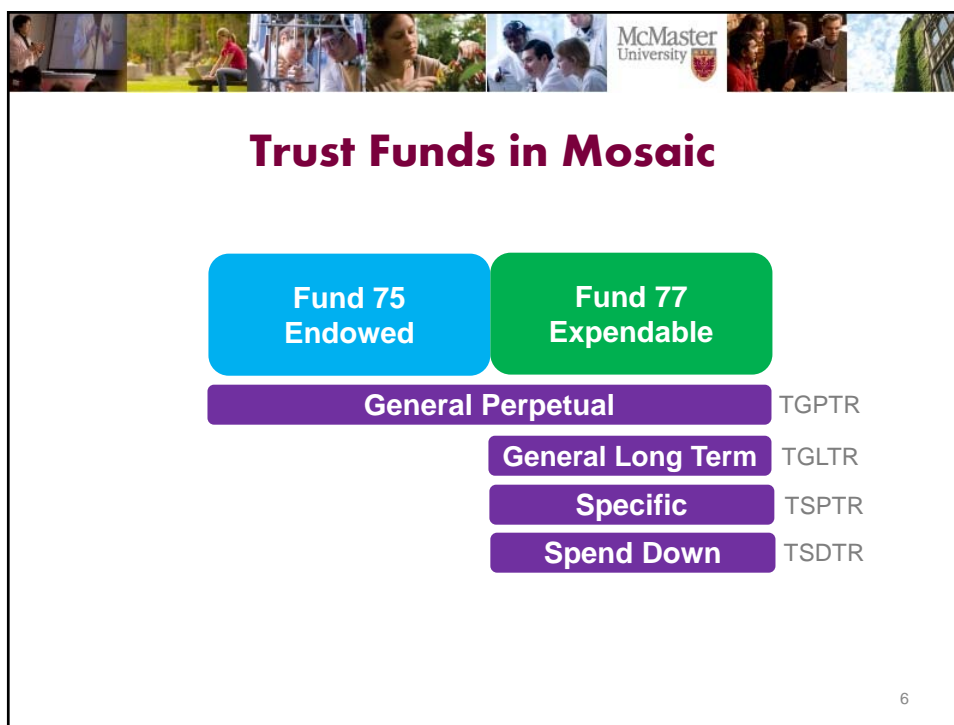 McMaster
University
Trust Funds in Mosaic
Fund 75
Endowed
Fund 77
Expendable
General Perpetual TGPTR
General Long Term TGLTR
Specific TSPTR
Spend Down TSDTR
6